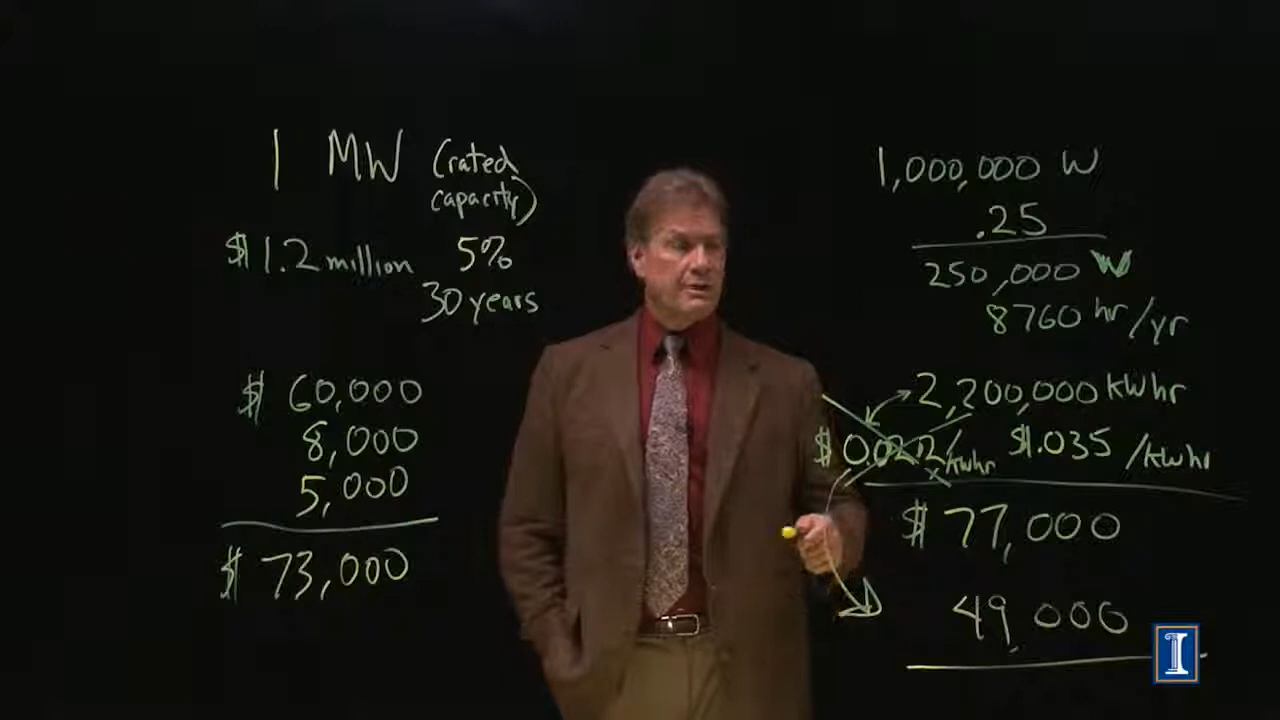 1 MW (rated
capacity)
$1.2 million 5%
30 years
$ 60,000
8,000
5,000
$ 73,000
1,000,000 W
.25
250,000 W
8760 hr/yr
2,200,000 kWhr
$ 0.022/kwhr $.035/kWhr
$ 77,000
49,000
I